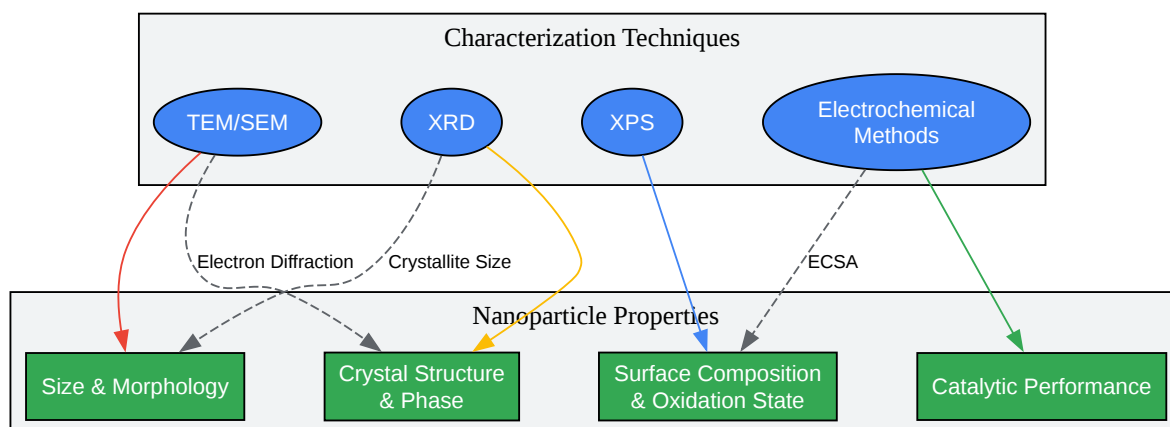 Characterization Techniques
TEM/SEM
XRD
XPS
Electrochemical
Methods
Electron Diffraction
Crystallite Size
ECSA
Nanoparticle Properties
Size & Morphology
Crystal Structure
& Phase
Surface Composition
& Oxidation State
Catalytic Performance